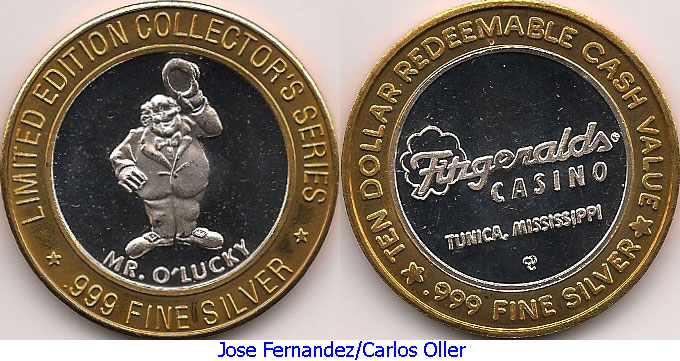 LIMITED EDITION COLLECTOR'S SERIES
MR. O'LUCKY
★ .999 FINE SILVER ★
TEN DOLLAR REDEEMABLE CASH VALUE
Fitzgeralds®
CASINO
TUNICA, MISSISSIPPI
★ .999 FINE SILVER ★
Jose Fernandez/Carlos Oller